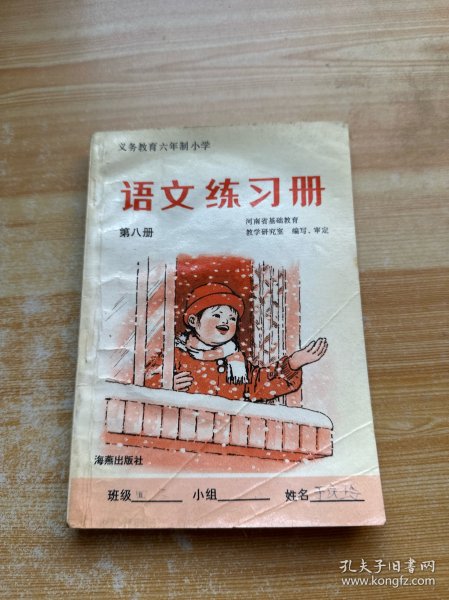 义务教育六年制小学
语文练习册
第八册
河南省基础教育
教学研究室 编写、审定
海燕出版社
班级 小组 姓名
孔夫子旧书网
www.kongfz.com